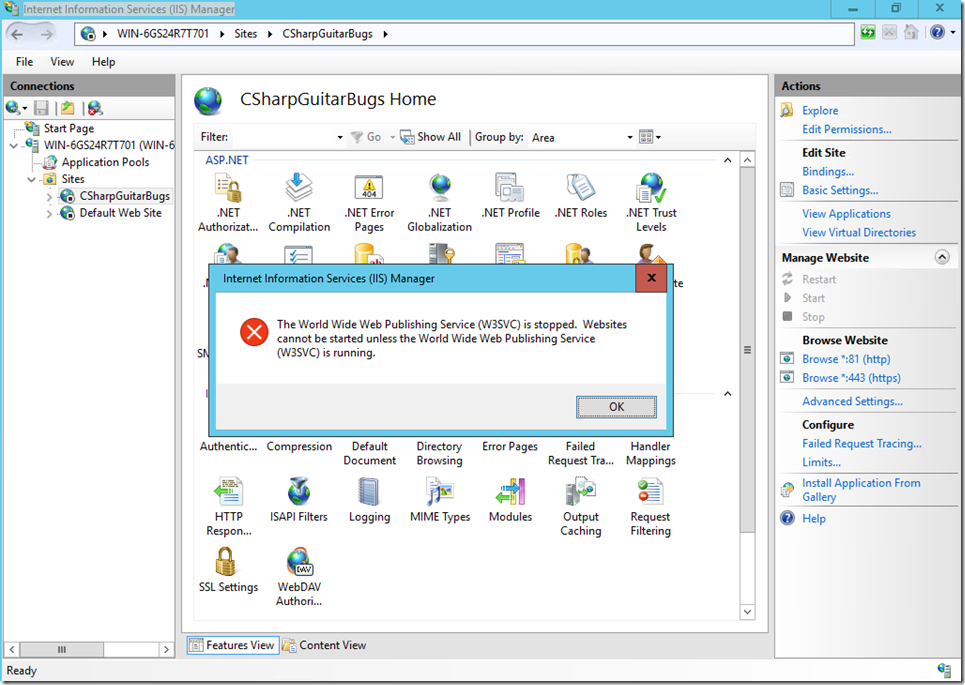 Internet Information Services (IIS) Manager
WIN-6GS24R7T701 Sites CSharpGuitarBugs
File View Help
Connections
Start Page
WIN-6GS24R7T701 (WIN-6
Application Pools
Sites
CSharpGuitarBugs
Default Web Site
CSharpGuitarBugs Home
Filter: Go Show All Group by: Area
ASP.NET
.NET Authorizat...
.NET Compilation
.NET Error Pages
.NET Globalization
.NET Profile
.NET Roles
.NET Trust Levels
404
Internet Information Services (IIS) Manager
The World Wide Web Publishing Service (W3SVC) is stopped. Websites
cannot be started unless the World Wide Web Publishing Service
(W3SVC) is running.
OK
Authentic...
Compression
Default Document
Directory Browsing
Error Pages
Failed Request Tra...
Handler Mappings
HTTP Respon...
ISAPI Filters
Logging
MIME Types
Modules
Output Caching
Request Filtering
SSL Settings
DAV
WebDAV Authori...
Features View Content View
Actions
Explore
Edit Permissions...
Edit Site
Bindings...
Basic Settings...
View Applications
View Virtual Directories
Manage Website
Restart
Start
Stop
Browse Website
Browse *:81 (http)
Browse *:443 (https)
Advanced Settings...
Configure
Failed Request Tracing...
Limits...
Install Application From
Gallery
Help
Ready